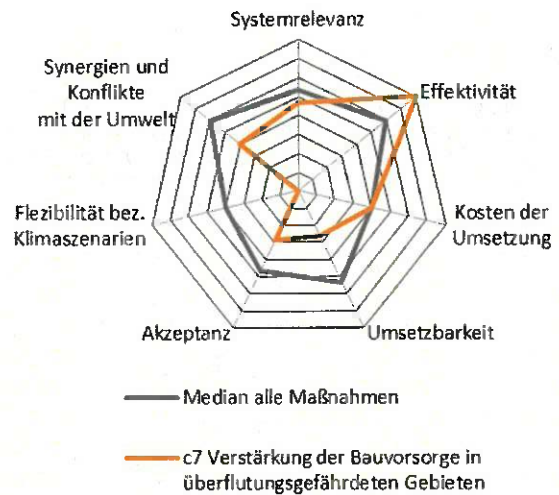 Systemrelevanz
Synergien und
Konflikte
mit der Umwelt
Effektivität
Flezibilität bez.
Klimaszenarien
Kosten der
Umsetzung
Akzeptanz
Umsetzbarkeit
Median alle Maßnahmen
c7 Verstärkung der Bauvorsorge in
überflutungsgefährdeten Gebieten